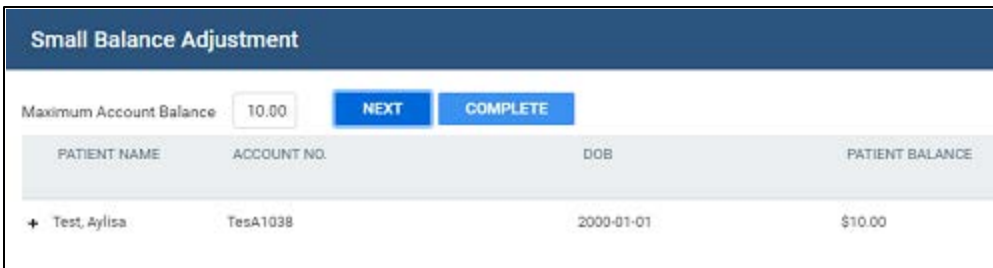 Small Balance Adjustment
Maximum Account Balance 10.00 NEXT COMPLETE
PATIENT NAME ACCOUNT NO. DOB PATIENT BALANCE
+ Test, Aylisa TesA1038 2000-01-01 $10.00